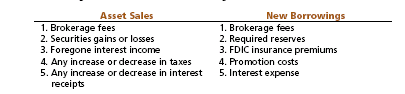 Asset Sales New Borrowings
1. Brokerage fees 1. Brokerage fees
2. Securities gains or losses 2. Required reserves
3. Foregone interest income 3. FDIC insurance premiums
4. Any increase or decrease in taxes 4. Promotion costs
5. Any increase or decrease in interest 5. Interest expense
receipts